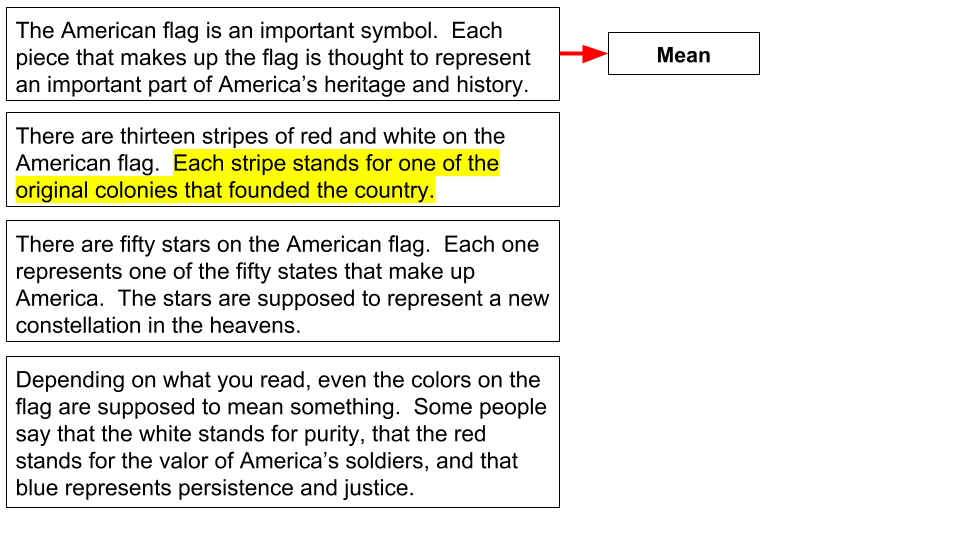 The American flag is an important symbol.  Each
piece that makes up the flag is thought to represent
an important part of America’s heritage and history.
Mean
There are thirteen stripes of red and white on the
American flag.  Each stripe stands for one of the
original colonies that founded the country.
There are fifty stars on the American flag.  Each one
represents one of the fifty states that make up
America.  The stars are supposed to represent a new
constellation in the heavens.
Depending on what you read, even the colors on the
flag are supposed to mean something.  Some people
say that the white stands for purity, that the red
stands for the valor of America’s soldiers, and that
blue represents persistence and justice.